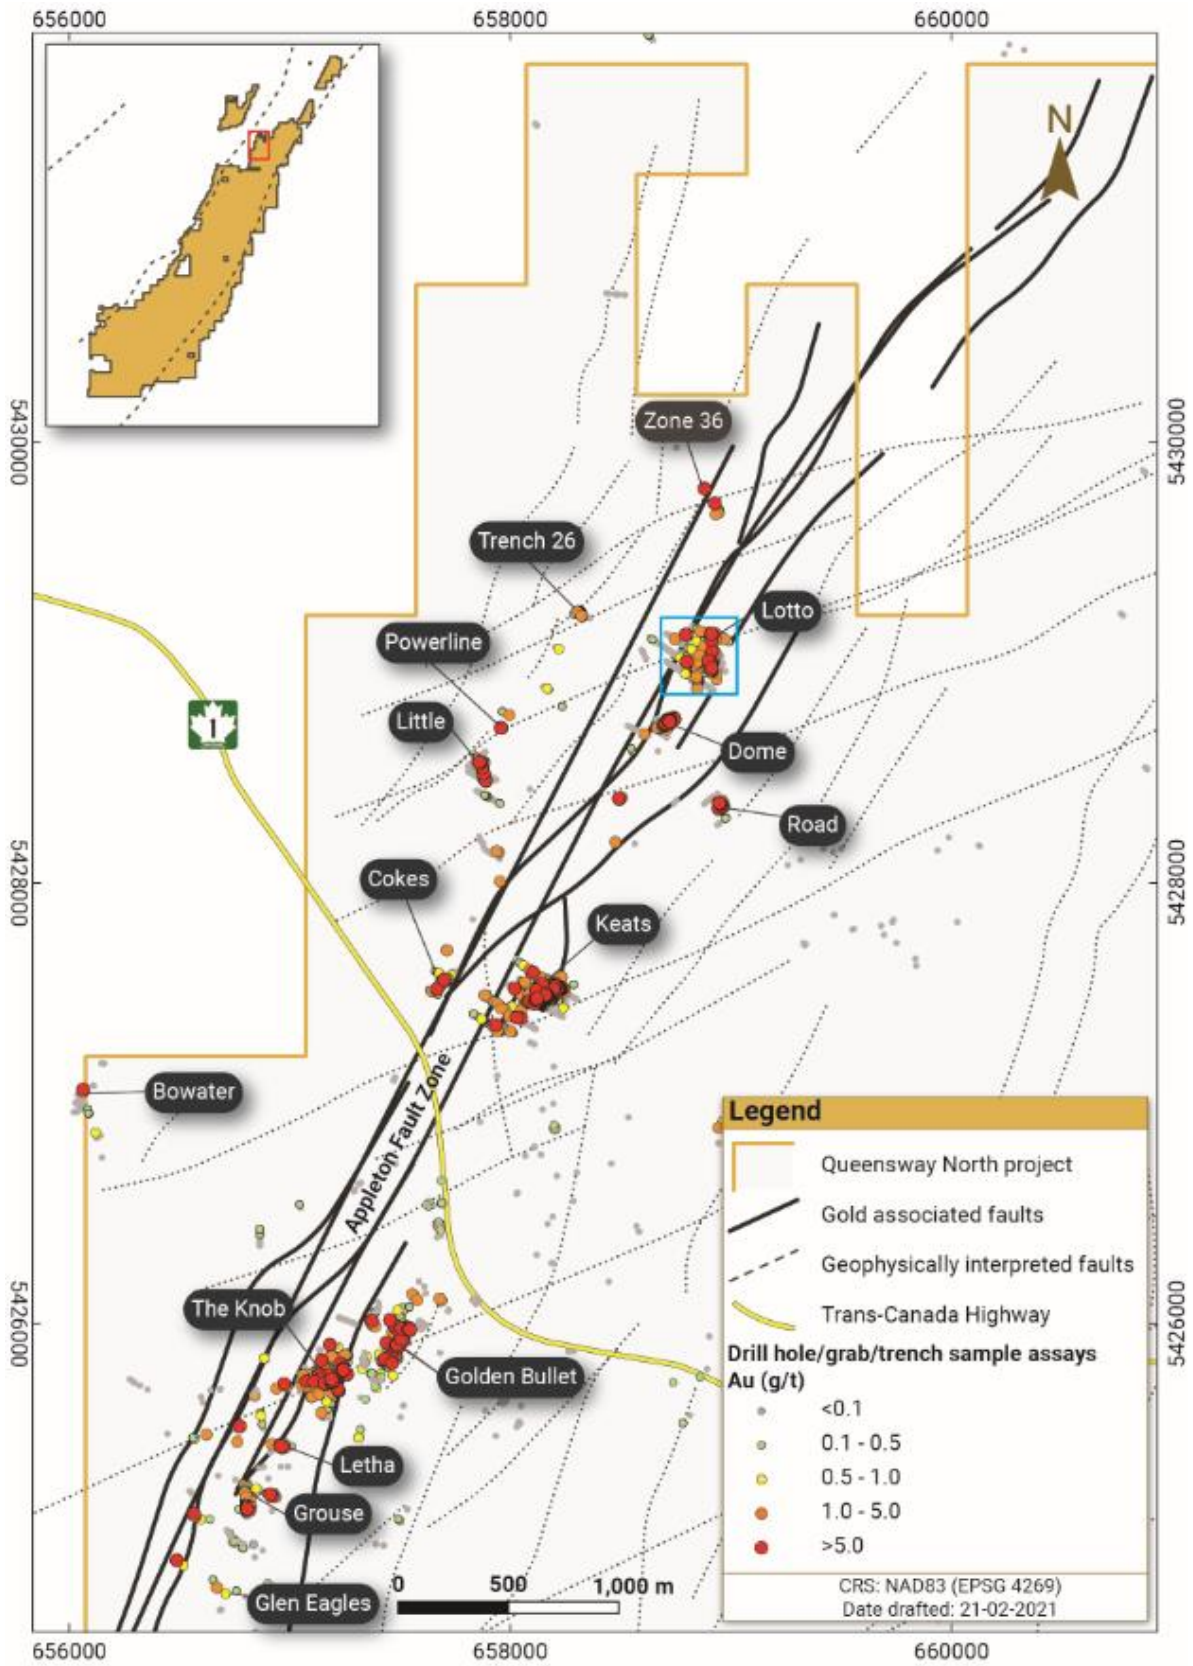 656000
658000
660000
N
Zone 36
5430000
5430000
Trench 26
Lotto
Powerline
Little
1
Dome
Road
Cokes
5428000
5428000
Keats
Bowater
Appleton Fault Zone
Legend
Queensway North project
Gold associated faults
Geophysically interpreted faults
Trans-Canada Highway
Drill hole/grab/trench sample assays
Au (g/t)
<0.1
0.1 - 0.5
0.5 - 1.0
1.0 - 5.0
>5.0
CRS: NAD83 (EPSG 4269)
Date drafted: 21-02-2021
The Knob
5426000
5426000
Golden Bullet
Letha
Grouse
Glen Eagles
0
500
1,000 m
656000
658000
660000